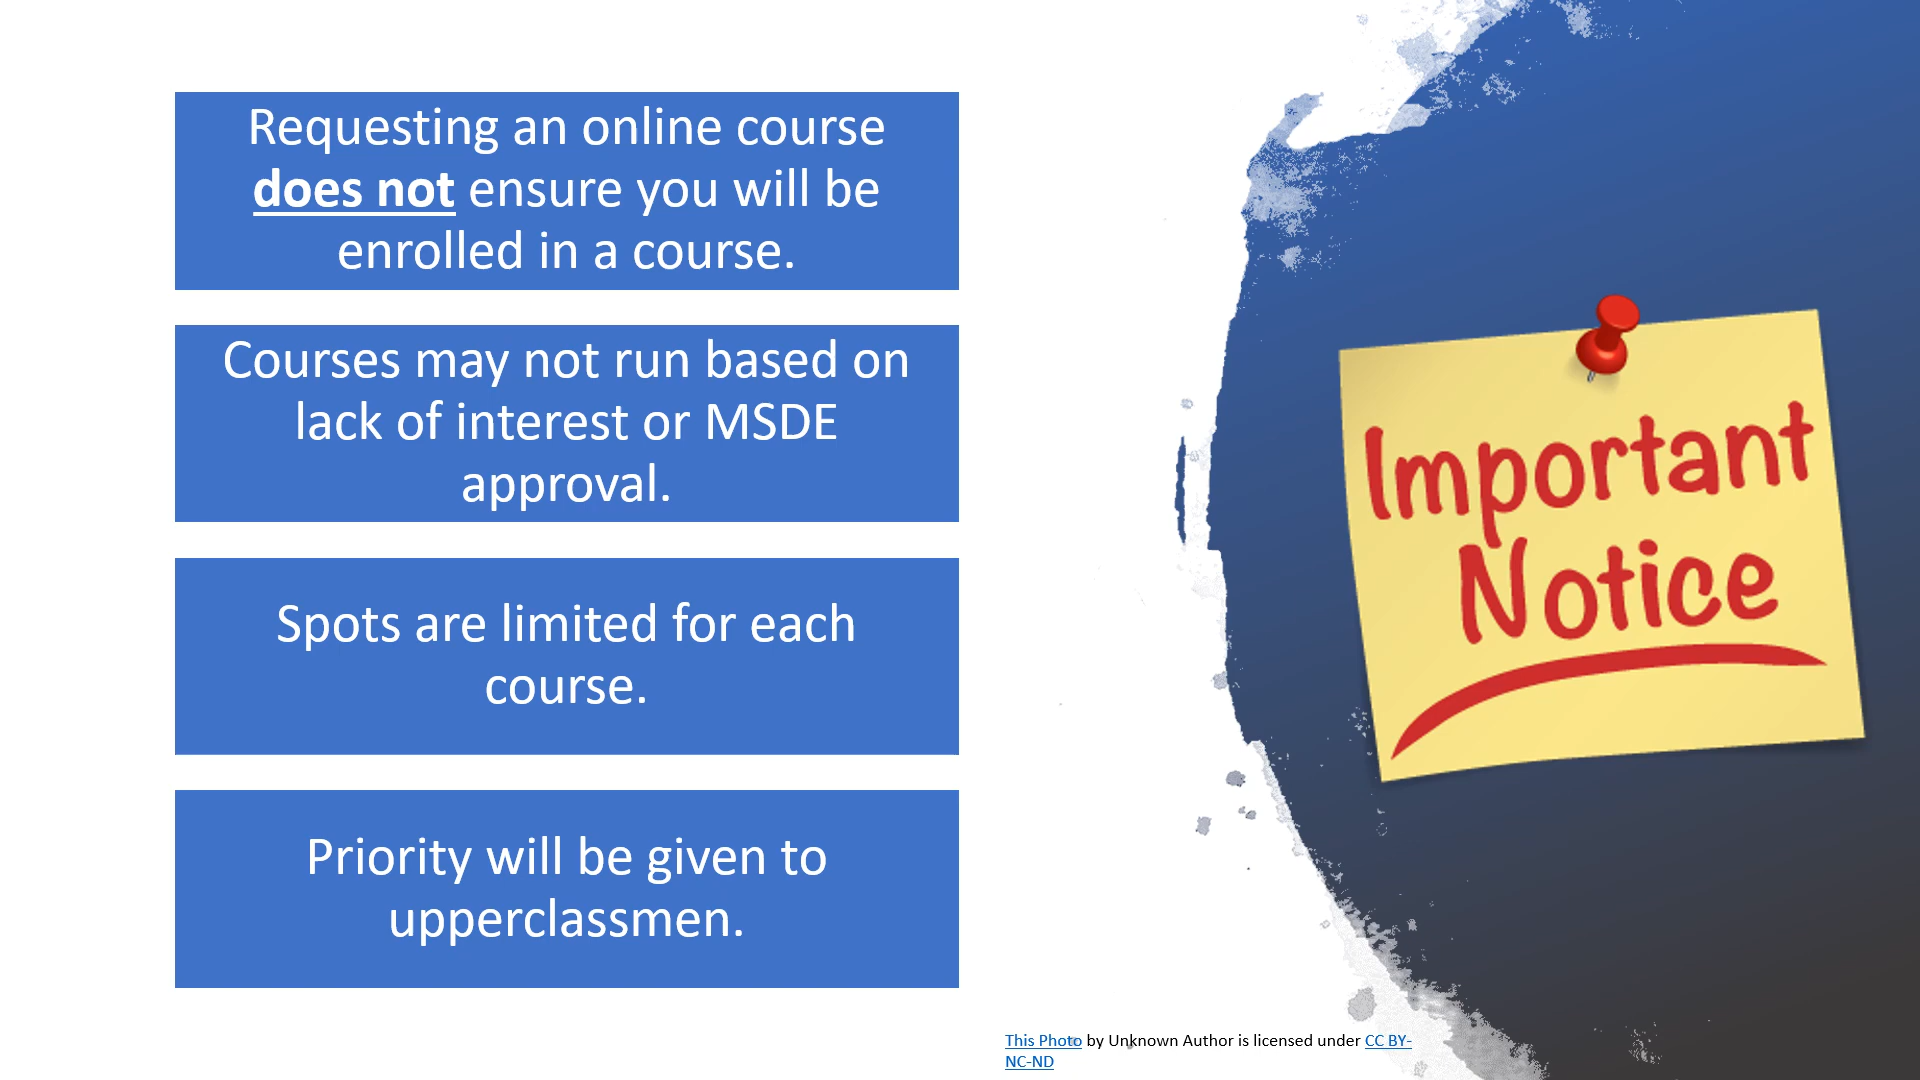 Requesting an online course
does not ensure you will be
enrolled in a course.
Courses may not run based on
lack of interest or MSDE
approval.
Spots are limited for each
course.
Priority will be given to
upperclassmen.
Important
Notice
This Photo by Unknown Author is licensed under CC BY-
NC-ND